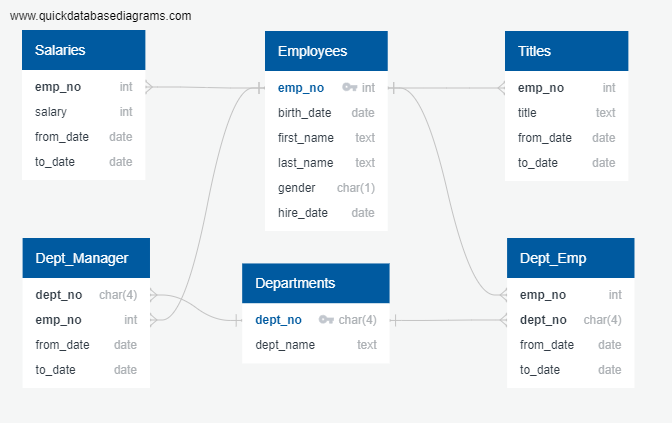 www.quickdatabasediagrams.com
Salaries
emp_no int
salary int
from_date date
to_date date
Employees
emp_no int
birth_date date
first_name text
last_name text
gender char(1)
hire_date date
Titles
emp_no int
title text
from_date date
to_date date
Dept_Manager
dept_no char(4)
emp_no int
from_date date
to_date date
Departments
dept_no char(4)
dept_name text
Dept_Emp
emp_no int
dept_no char(4)
from_date date
to_date date